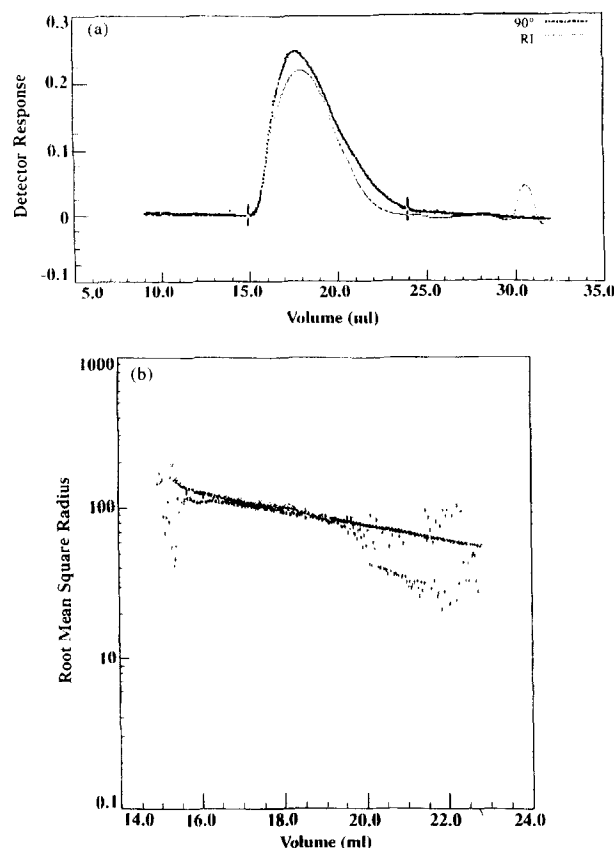 (a)
90°
RI
0.3
0.2
0.1
0
-0.1
Detector Response
5.0 10.0 15.0 20.0 25.0 30.0 35.0
Volume (ml)
(b)
1000
100
10
0.1
Root Mean Square Radius
14.0 16.0 18.0 20.0 22.0 24.0
Volume (ml)